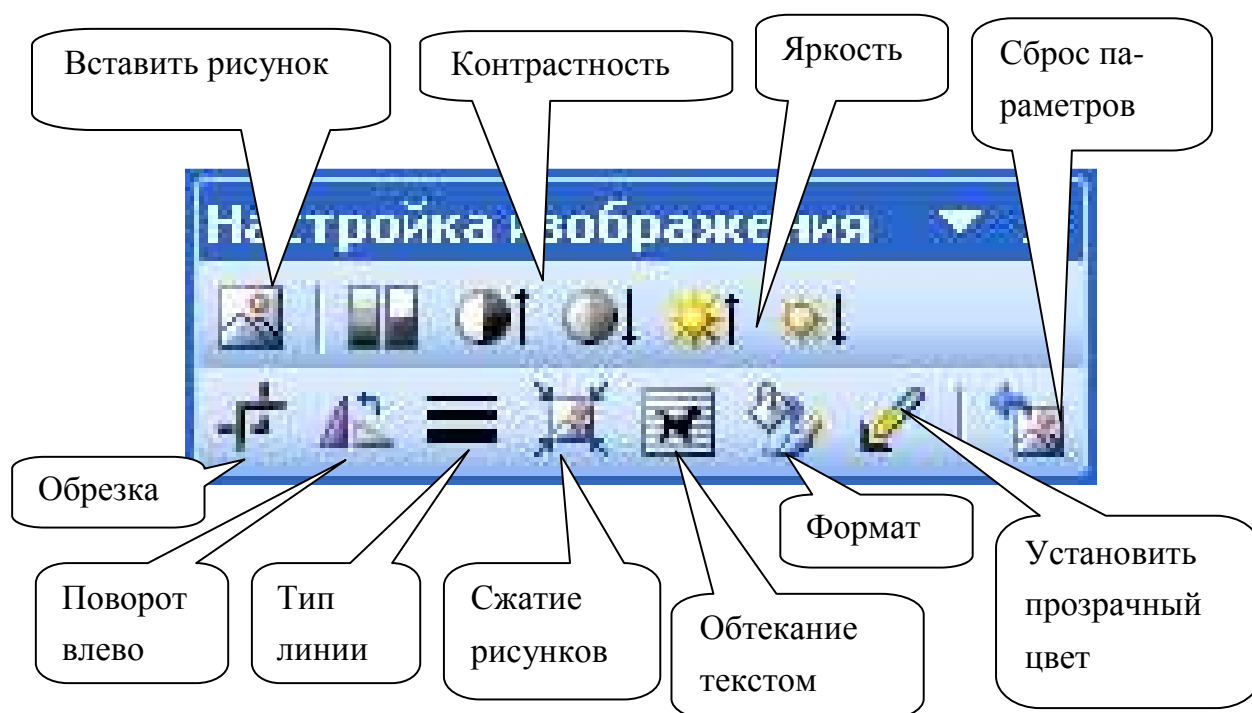 Вставить рисунок
Контрастность
Яркость
Сброс па-
раметров
Настройка изображения
Обрезка
Поворот
влево
Тип
линии
Сжатие
рисунков
Обтекание
текстом
Формат
Установить
прозрачный
цвет